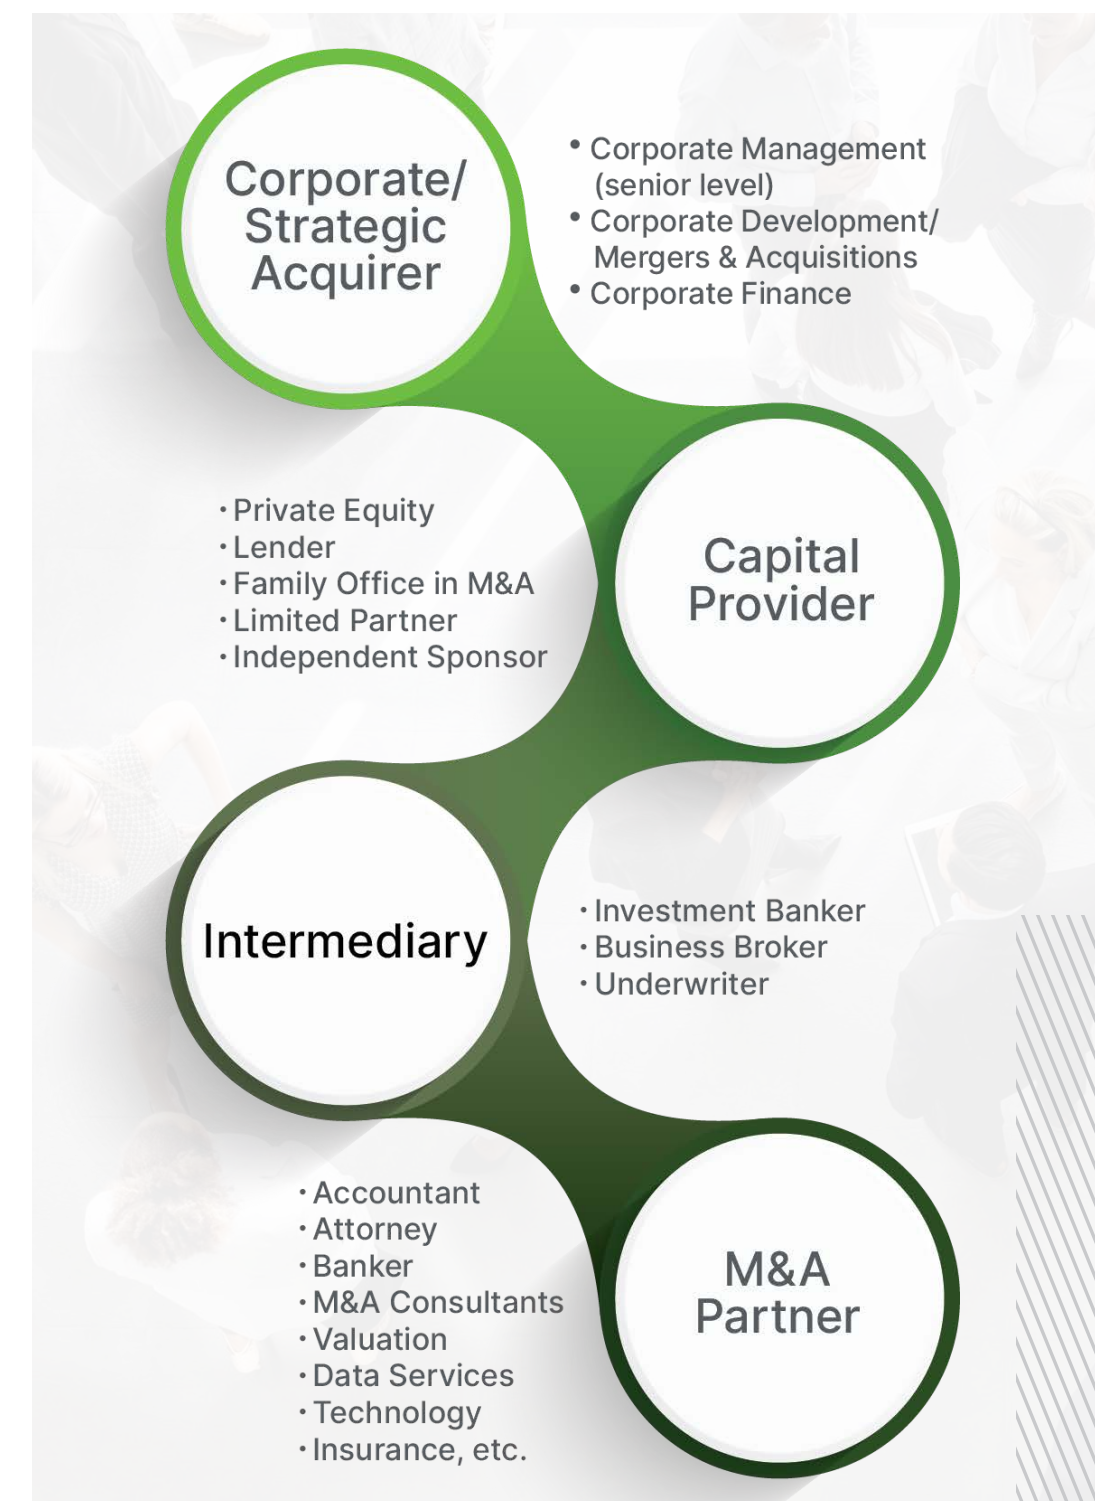 Corporate/
Strategic
Acquirer
• Corporate Management
(senior level)
• Corporate Development/
Mergers & Acquisitions
• Corporate Finance
• Private Equity
• Lender
• Family Office in M&A
• Limited Partner
• Independent Sponsor
Capital
Provider
Intermediary
• Investment Banker
• Business Broker
• Underwriter
• Accountant
• Attorney
• Banker
• M&A Consultants
• Valuation
• Data Services
• Technology
• Insurance, etc.
M&A
Partner